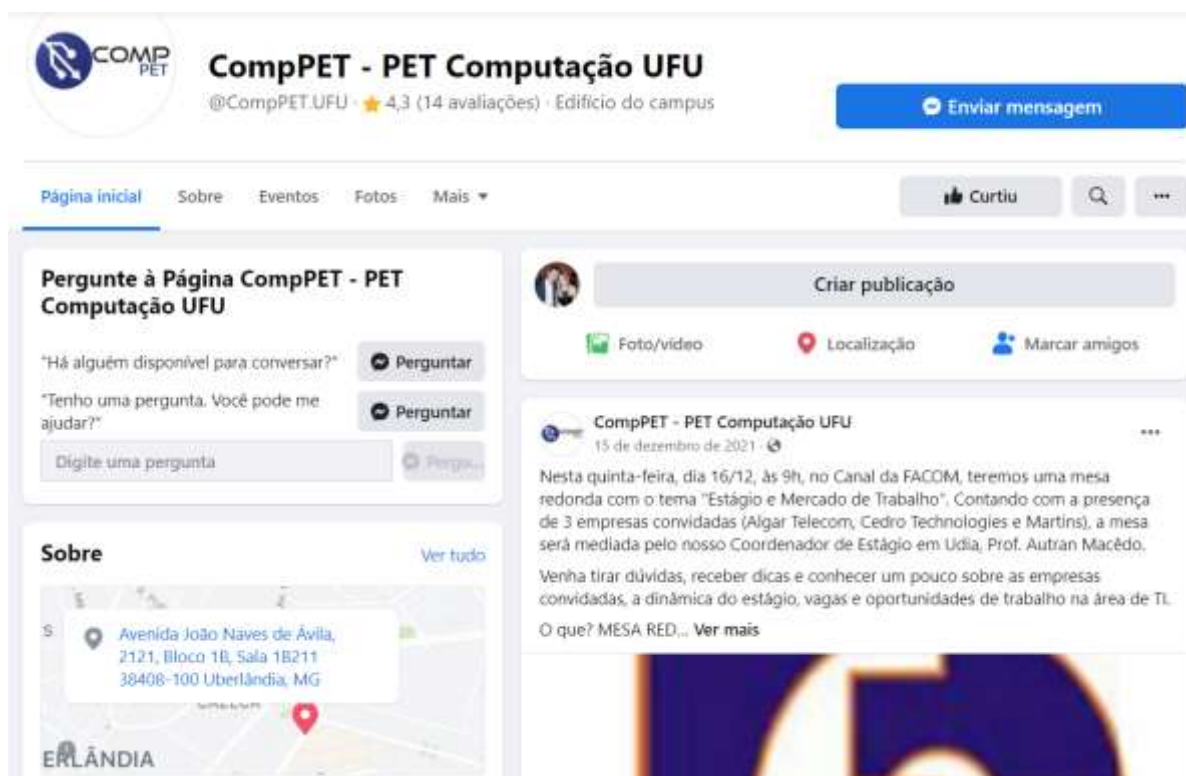 COMP
PET
CompPET - PET Computação UFU
@CompPET.UFU · 4,3 (14 avaliações) · Edifício do campus
Enviar mensagem
Página inicial Sobre Eventos Fotos Mais
Curtiu
Pergunte à Página CompPET - PET
Computação UFU
"Há alguém disponível para conversar?" Perguntar
"Tenho uma pergunta. Você pode me
ajudar?" Perguntar
Digite uma pergunta
Sobre Ver tudo
Avenida João Naves de Ávila,
2121, Bloco 1B, Sala 1B211
38408-100 Uberlândia, MG
S
ERLÂNDIA
Criar publicação
Foto/vídeo Localização Marcar amigos
CompPET - PET Computação UFU
15 de dezembro de 2021
Nesta quinta-feira, dia 16/12, às 9h, no Canal da FACOM, teremos uma mesa
redonda com o tema "Estágio e Mercado de Trabalho". Contando com a presença
de 3 empresas convidadas (Algar Telecom, Cedro Technologies e Martins), a mesa
será mediada pelo nosso Coordenador de Estágio em Udia, Prof. Autran Macêdo.
Venha tirar dúvidas, receber dicas e conhecer um pouco sobre as empresas
convidadas, a dinâmica do estágio, vagas e oportunidades de trabalho na área de TI.
O que? MESA RED... Ver mais